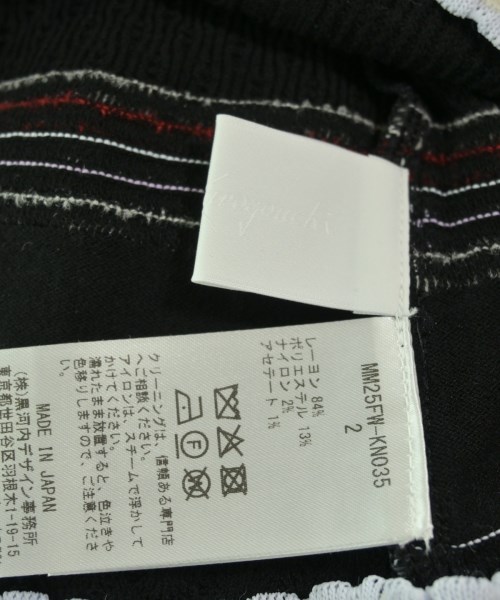 MM25FW-KN035
2
レーヨン 84%
ポリエステル 13%
ナイロン 2%
アセテート 1%
クリーニングは、信頼ある専門店
へご相談ください。
アイロンは、スチームで浮かして
かけてください。
濡れたまま放置すると、色泣きや
色移りしますので、ご注意くださ
い。
MADE IN JAPAN
(株)黒河内デザイン事務所
東京都世田谷区羽根木1-19-15